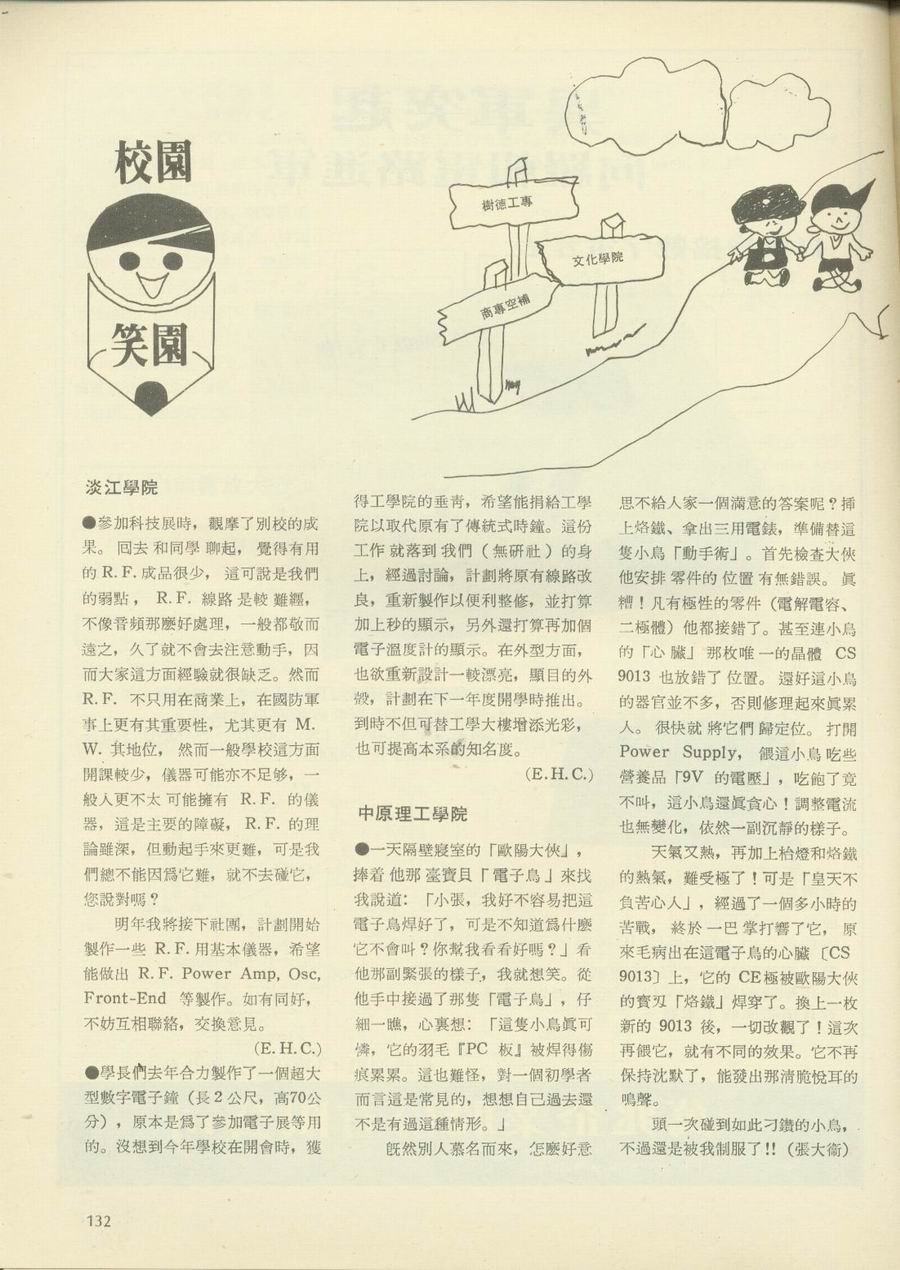 校園
笑園
樹德工專
文化學院
商專空補
淡江學院
●參加科技展時，觀摩了別校的成
果。回去和同學聊起，覺得有用
的 R.F. 成品很少，這可說是我們
的弱點，R.F. 線路是較難纒，
不像音頻那麼好處理，一般都敬而
遠之，久了就不會去注意動手，因
而大家這方面經驗就很缺乏。然而
R.F. 不只用在商業上，在國防軍
事上更有其重要性，尤其更有 M.
W. 其地位，然而一般學校這方面
開課較少，儀器可能亦不足够，一
般人更不太可能擁有 R.F. 的儀
器，這是主要的障礙，R.F. 的理
論雖深，但動起手來更難，可是我
們總不能因爲它難，就不去碰它，
您說對嗎？
明年我將接下社團，計劃開始
製作一些 R.F. 用基本儀器，希望
能做出 R.F. Power Amp, Osc,
Front-End 等製作。如有同好，
不妨互相聯絡，交換意見。
(E.H.C.)
●學長們去年合力製作了一個超大
型數字電子鐘（長2公尺，高70公
分），原本是爲了參加電子展等用
的。沒想到今年學校在開會時，獲
得工學院的垂靑，希望能捐給工學
院以取代原有了傳統式時鐘。這份
工作就落到我們（無研社）的身
上，經過討論，計劃將原有線路改
良，重新製作以便利整修，並打算
加上秒的顯示，另外還打算再加個
電子溫度計的顯示。在外型方面，
也欲重新設計一較漂亮，顯目的外
殼，計劃在下一年度開學時推出。
到時不但可替工學大樓增添光彩，
也可提高本系的知名度。
(E.H.C.)
中原理工學院
●一天隔壁寢室的「歐陽大俠」，
捧着他那臺寶貝「電子鳥」來找
我說道：「小張，我好不容易把這
電子鳥焊好了，可是不知道爲什麼
它不會叫？你幫我看看好嗎？」看
他那副緊張的樣子，我就想笑。從
他手中接過了那隻「電子鳥」，仔
細一瞧，心裏想：「這隻小鳥眞可
憐，它的羽毛『PC 板』被焊得傷
痕累累。這也難怪，對一個初學者
而言這是常見的，想想自己過去還
不是有過這種情形。」
旣然別人慕名而來，怎麼好意
思不給人家一個滿意的答案呢？揷
上烙鐵、拿出三用電錶，準備替這
隻小鳥「動手術」。首先檢查大俠
他安排零件的位置有無錯誤。眞
糟！凡有極性的零件（電解電容、
二極體）他都接錯了。甚至連小鳥
的「心臟」那枚唯一的晶體 CS
9013 也放錯了位置。還好這小鳥
的器官並不多，否則修理起來眞累
人。很快就將它們歸定位。打開
Power Supply，餵這小鳥吃些
營養品「9V 的電壓」，吃飽了竟
不叫，這小鳥還眞貪心！調整電流
也無變化，依然一副沉靜的樣子。
天氣又熱，再加上枱燈和烙鐵
的熱氣，難受極了！可是「皇天不
負苦心人」，經過了一個多小時的
苦戰，終於一巴掌打響了它，原
來毛病出在這電子鳥的心臟〔CS
9013〕上，它的 CE極被歐陽大俠
的寶刄「烙鐵」焊穿了。換上一枚
新的 9013 後，一切改觀了！這次
再餵它，就有不同的效果。它不再
保持沈默了，能發出那淸脆悅耳的
鳴聲。
頭一次碰到如此刁鑽的小鳥，
不過還是被我制服了!!（張大衛）
132